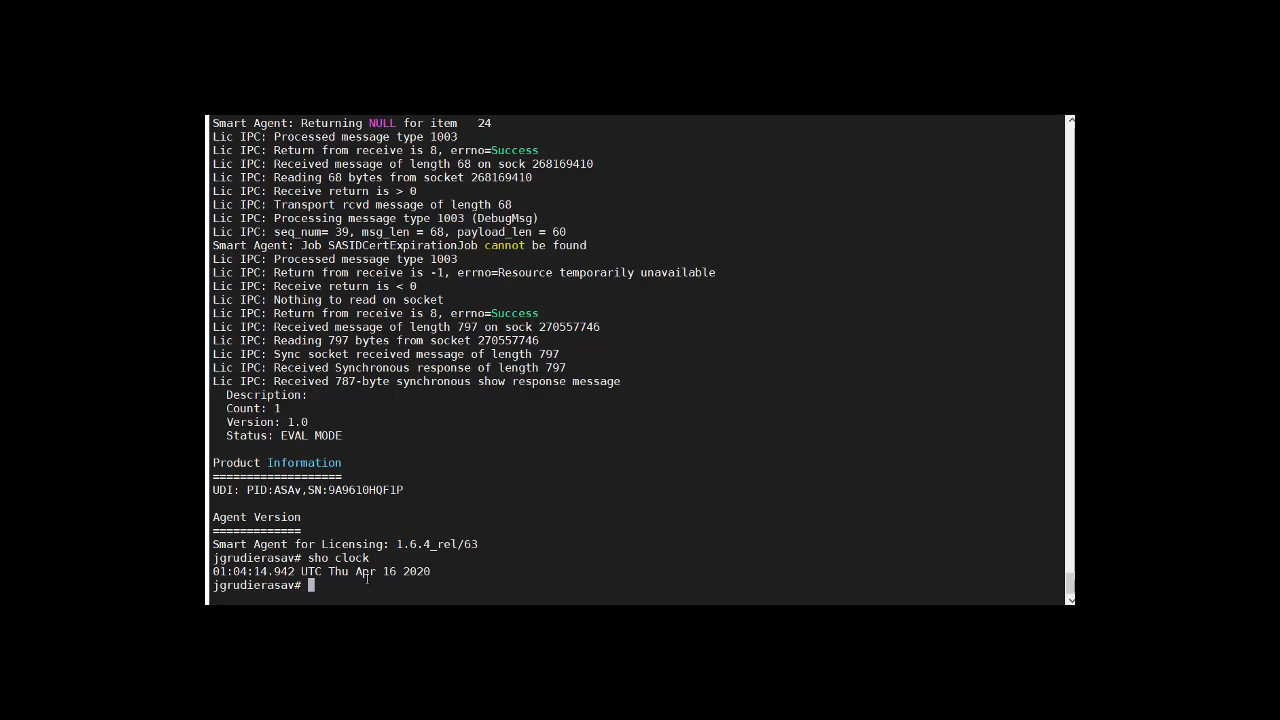 Smart Agent: Returning NULL for item   24
Lic IPC: Processed message type 1003
Lic IPC: Return from receive is 8, errno=Success
Lic IPC: Received message of length 68 on sock 268169410
Lic IPC: Reading 68 bytes from socket 268169410
Lic IPC: Receive return is > 0
Lic IPC: Transport rcvd message of length 68
Lic IPC: Processing message type 1003 (DebugMsg)
Lic IPC: seq_num= 39, msg_len = 68, payload_len = 60
Smart Agent: Job SASIDCertExpirationJob cannot be found
Lic IPC: Processed message type 1003
Lic IPC: Return from receive is -1, errno=Resource temporarily unavailable
Lic IPC: Receive return is < 0
Lic IPC: Nothing to read on socket
Lic IPC: Return from receive is 8, errno=Success
Lic IPC: Received message of length 797 on sock 270557746
Lic IPC: Reading 797 bytes from socket 270557746
Lic IPC: Sync socket received message of length 797
Lic IPC: Received Synchronous response of length 797
Lic IPC: Received 787-byte synchronous show response message
  Description:
  Count: 1
  Version: 1.0
  Status: EVAL MODE
Product Information
===================
UDI: PID:ASAv,SN:9A9610HQF1P
Agent Version
=============
Smart Agent for Licensing: 1.6.4_rel/63
jgrudierasav# sho clock
01:04:14.942 UTC Thu Apr 16 2020
jgrudierasav#